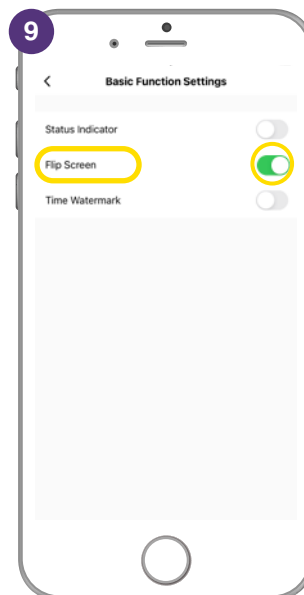 9
Basic Function Settings
Status Indicator
Flip Screen
Time Watermark